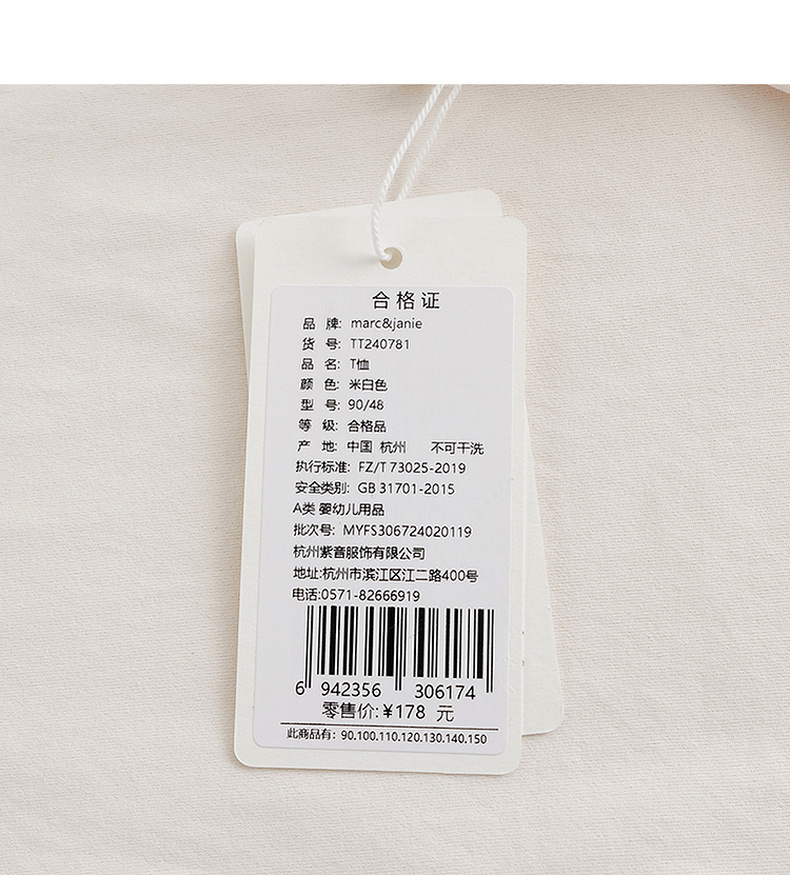 合格证
品 牌: marc&janie
货 号: TT240781
品 名: T恤
颜 色: 米白色
型 号: 90/48
等 级: 合格品
产 地: 中国 杭州 不可干洗
执行标准: FZ/T 73025-2019
安全类别: GB 31701-2015
A类 婴幼儿用品
批次号: MYFS306724020119
杭州紫音服饰有限公司
地址:杭州市滨江区江二路400号
电话:0571-82666919
6 942356 306174
零售价:¥178 元
此商品有: 90.100.110.120.130.140.150